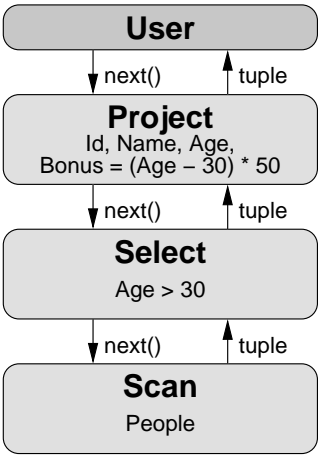 User
next() tuple
Project
Id, Name, Age,
Bonus = (Age – 30) * 50
next() tuple
Select
Age > 30
next() tuple
Scan
People